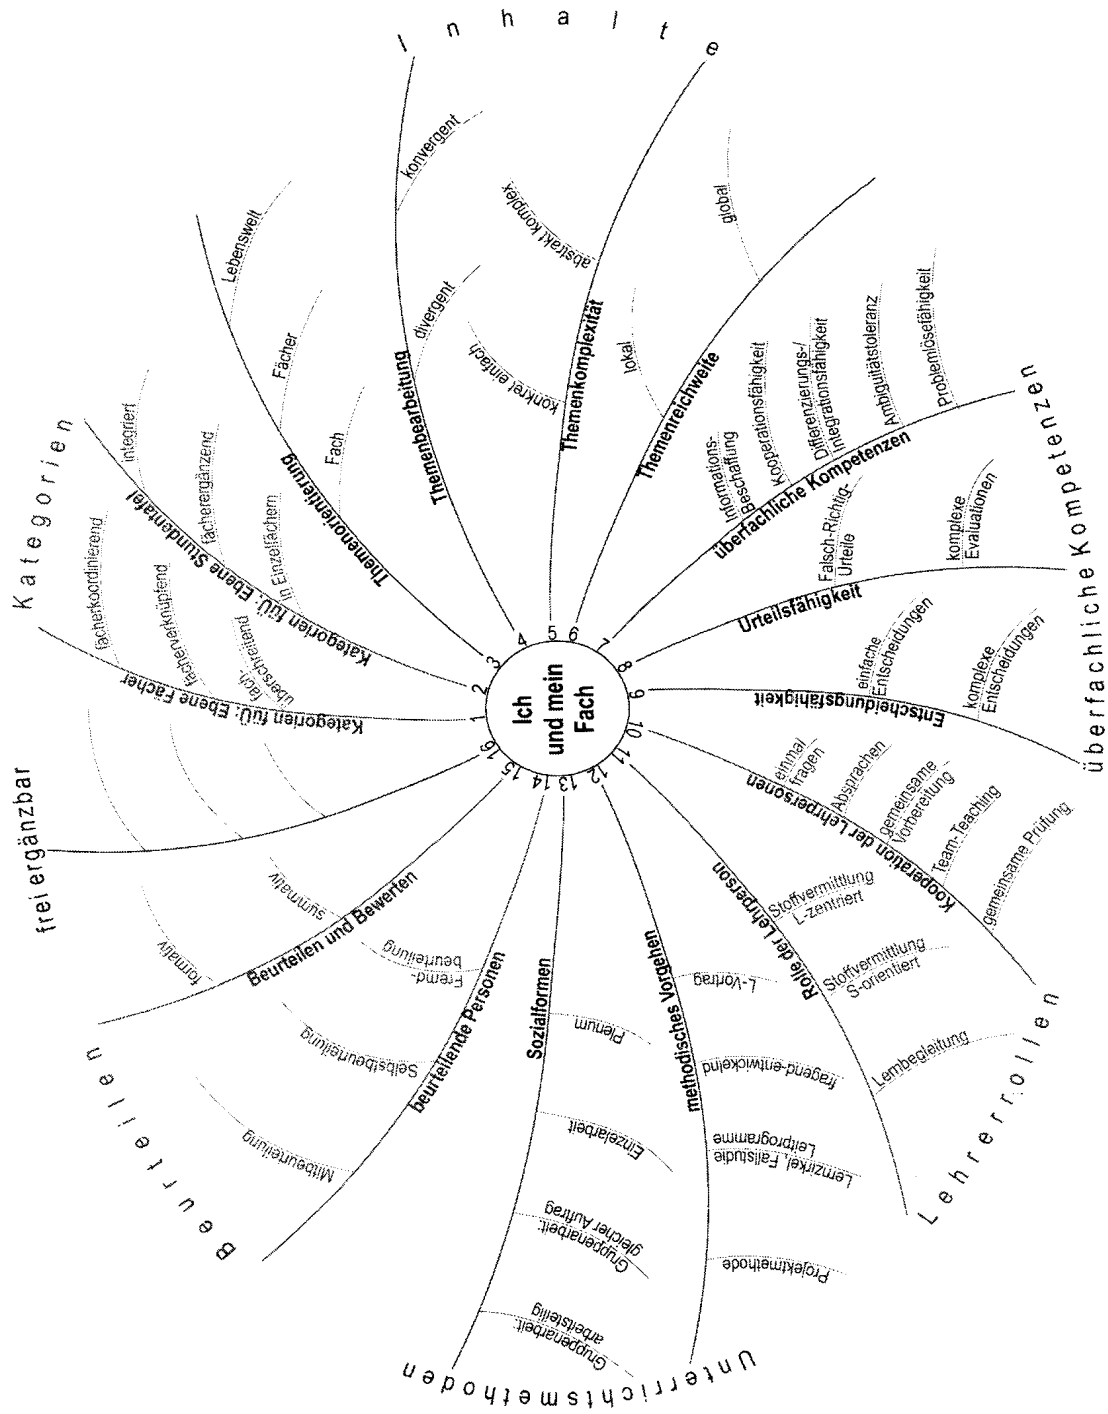 Ich
und mein
Fach
Kategorien
1
Kategorien füU: Ebene Fächer
fach-
überschreitend
fächerverknüpfend
fächerkoordinierend
2
Kategorien füU: Ebene Stundentafel
in Einzelfächern
fächerergänzend
integriert
Inhalte
3
Themenorientierung
Fach
Fächer
Lebenswelt
4
Themenbearbeitung
divergent
konvergent
5
Themenkomplexität
konkret einfach
abstrakt komplex
6
Themenreichweite
lokal
global
überfachliche Kompetenzen
7
überfachliche Kompetenzen
Informations-
Beschaffung
Kooperationsfähigkeit
Differenzierungs-/
Integrationsfähigkeit
Ambiguitätstoleranz
Problemlösefähigkeit
8
Urteilsfähigkeit
Falsch-Richtig-
Urteile
komplexe
Evaluationen
9
Entscheidungsfähigkeit
einfache
Entscheidungen
komplexe
Entscheidungen
Lehrerrollen
10
Kooperation der Lehrpersonen
einmal
fragen
Absprachen
gemeinsame
Vorbereitung
Team-Teaching
gemeinsame Prüfung
11
Rolle der Lehrperson
Stoffvermittlung
L-zentriert
Stoffvermittlung
S-orientiert
Lernbegleitung
Unterrichtsmethoden
12
methodisches Vorgehen
L-Vortrag
fragend-entwickelnd
Lernzirkel, Fallstudie
Leitprogramme
Projektmethode
13
Sozialformen
Plenum
Einzelarbeit
Gruppenarbeit:
gleicher Auftrag
Gruppenarbeit:
arbeitsteilig
Beurteilen
14
beurteilende Personen
Fremd-
beurteilung
Selbstbeurteilung
Mitbeurteilung
15
Beurteilen und Bewerten
summativ
formativ
16
frei ergänzbar